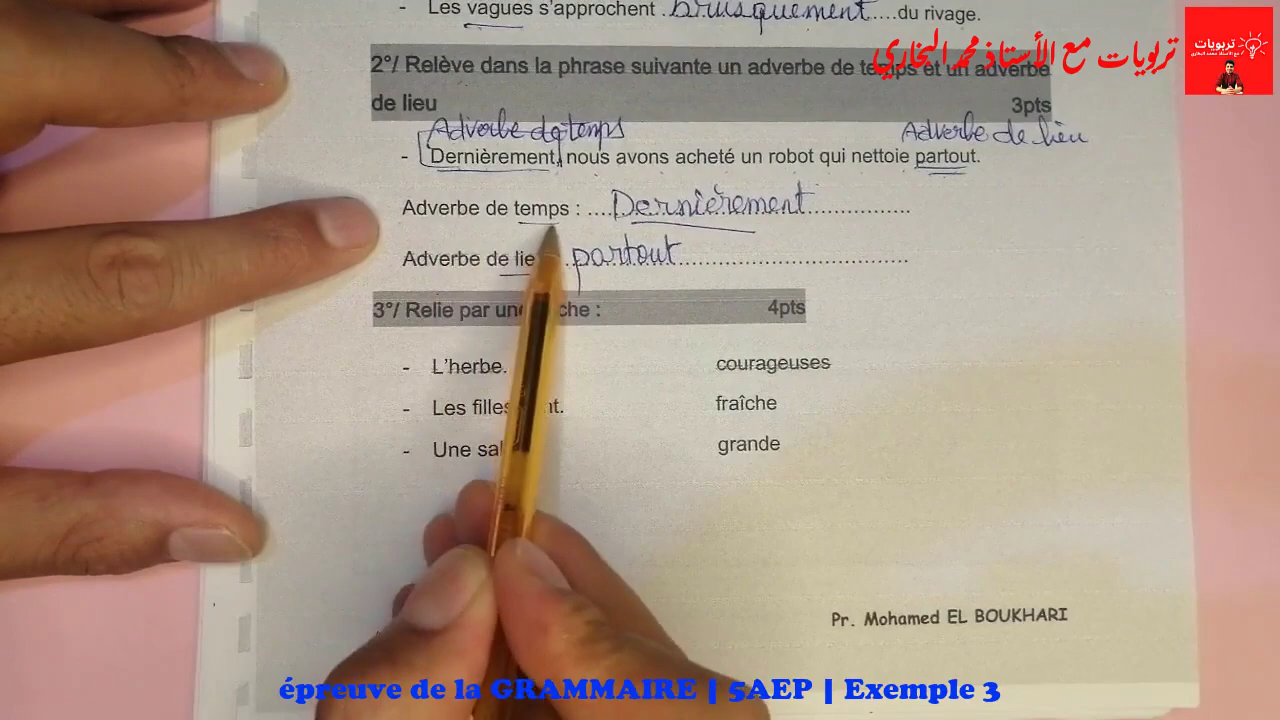 - Les vagues s'approchent .brusquement....du rivage.
تربويات مع الأستاذ محمد البخاري
تربويات
2°/ Relève dans la phrase suivante un adverbe de temps et un adverbe
de lieu 3pts
Adverbe de temps Adverbe de lieu
- Dernièrement, nous avons acheté un robot qui nettoie partout.
Adverbe de temps : ....Dernièrement..................
Adverbe de lie partout
3°/ Relie par une che : 4pts
- L'herbe. courageuses
- Les filles nt. fraîche
- Une sal grande
Pr. Mohamed EL BOUKHARI
épreuve de la GRAMMAIRE | 5AEP | Exemple 3